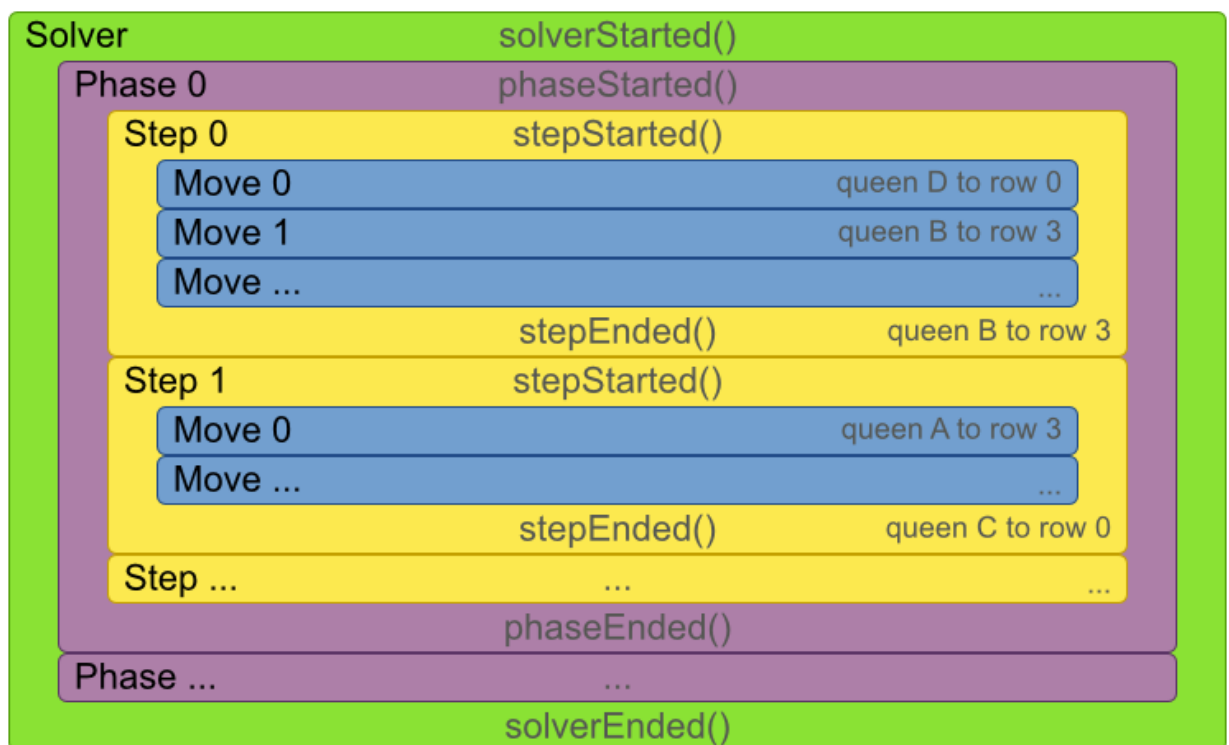 Solver solverStarted()
Phase 0 phaseStarted()
Step 0 stepStarted()
Move 0 queen D to row 0
Move 1 queen B to row 3
Move ... ...
stepEnded() queen B to row 3
Step 1 stepStarted()
Move 0 queen A to row 3
Move ... ...
stepEnded() queen C to row 0
Step ... ... ...
phaseEnded()
Phase ... ...
solverEnded()